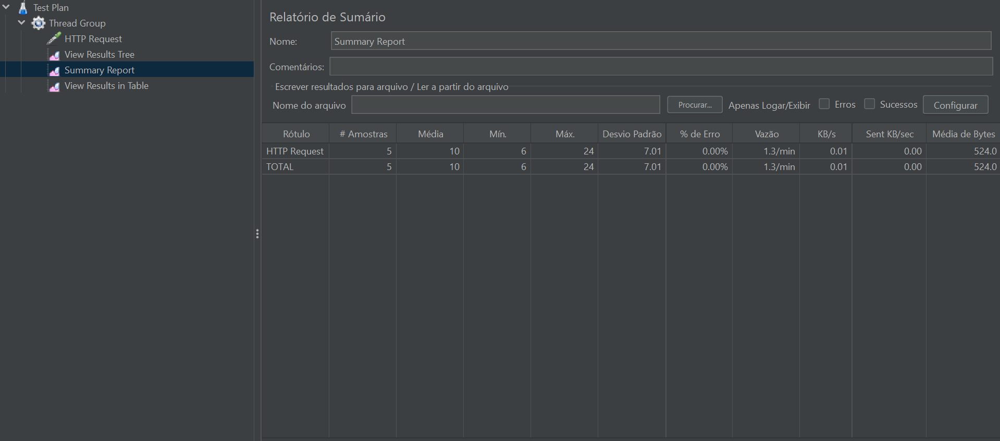 Test Plan
Thread Group
HTTP Request
View Results Tree
Summary Report
View Results in Table
Relatório de Sumário
Nome: Summary Report
Comentários:
Escrever resultados para arquivo / Ler a partir do arquivo
Nome do arquivo Procurar... Apenas Logar/Exibir Erros Sucessos Configurar
Rótulo # Amostras Média Mín. Máx. Desvio Padrão % de Erro Vazão KB/s Sent KB/sec Média de Bytes
HTTP Request 5 10 6 24 7.01 0.00% 1.3/min 0.01 0.00 524.0
TOTAL 5 10 6 24 7.01 0.00% 1.3/min 0.01 0.00 524.0